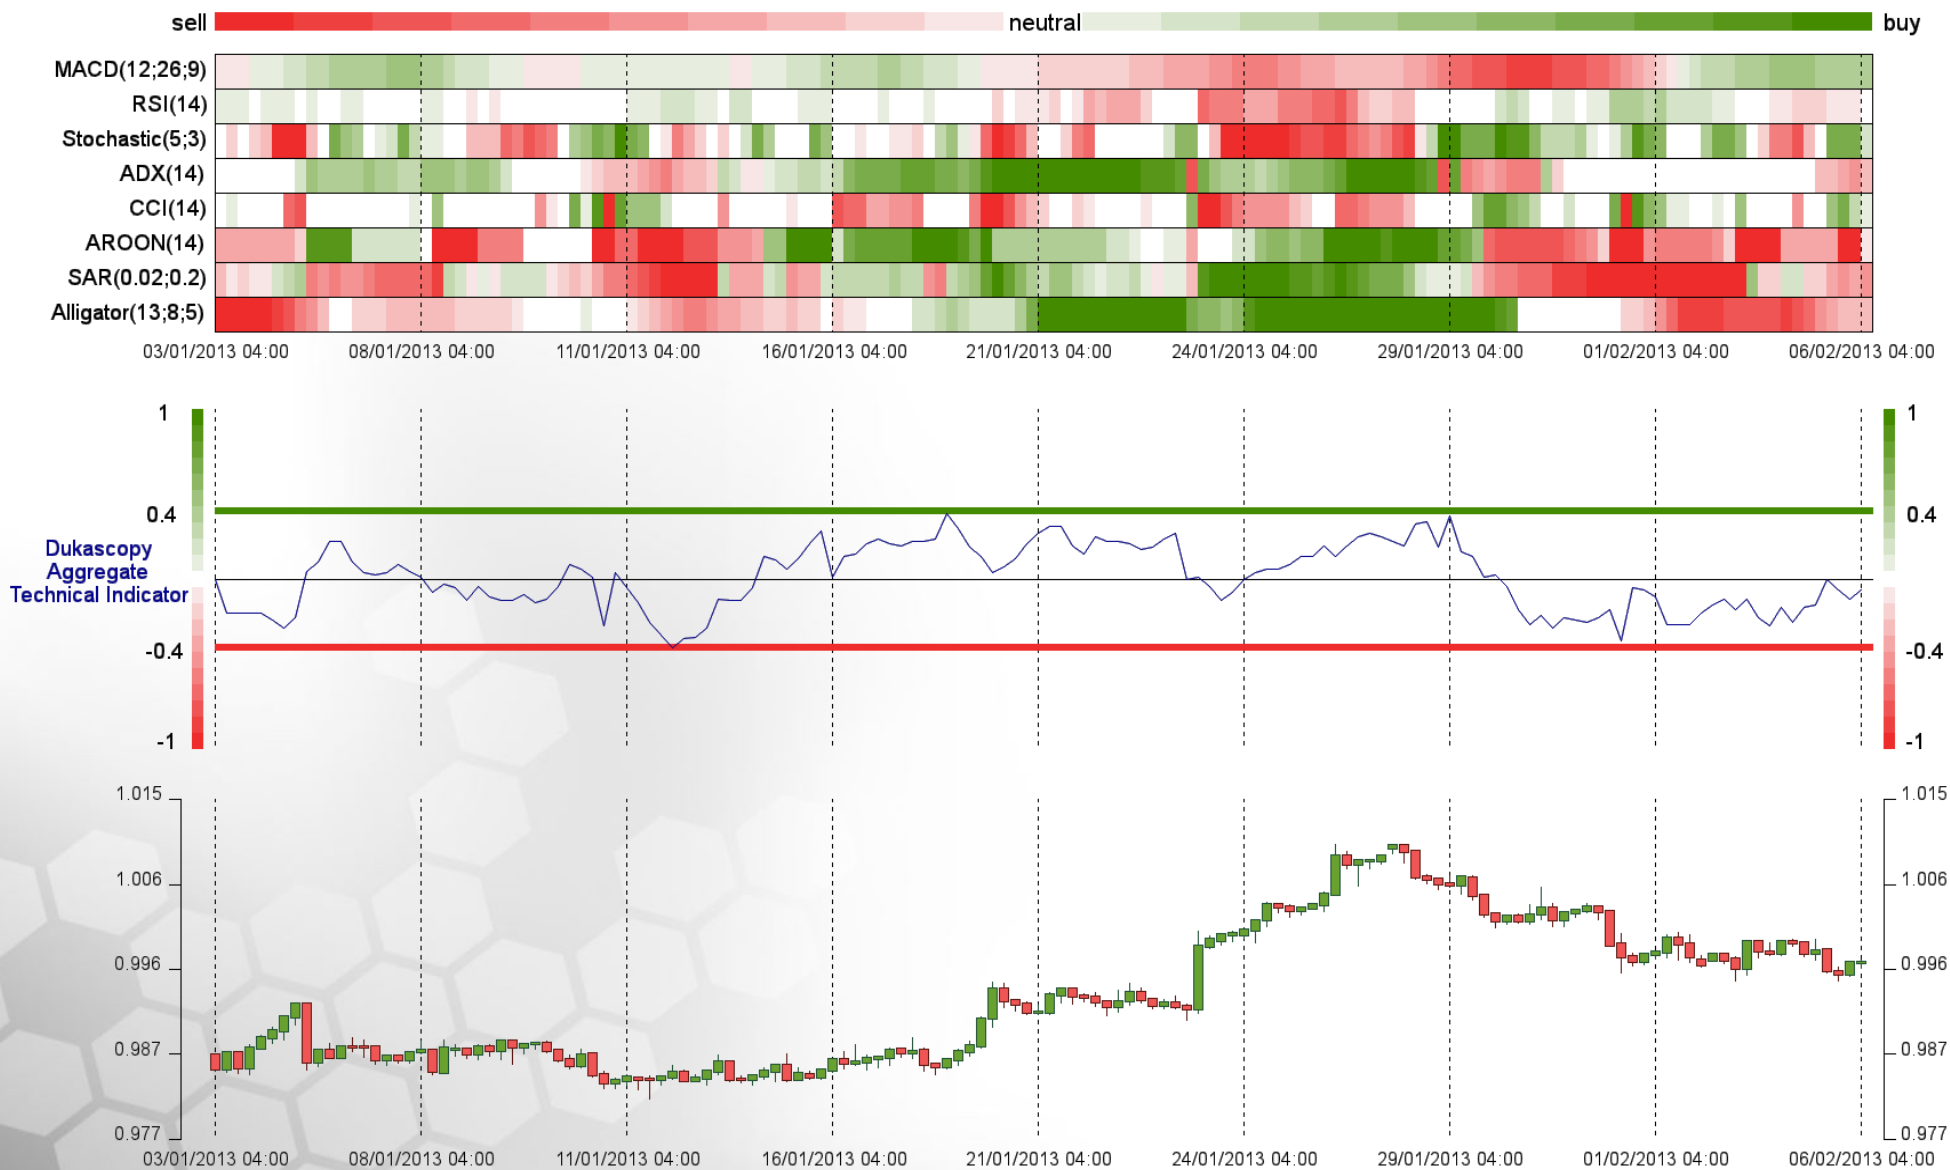 sell neutral buy
MACD(12;26;9)
RSI(14)
Stochastic(5;3)
ADX(14)
CCI(14)
AROON(14)
SAR(0.02;0.2)
Alligator(13;8;5)
03/01/2013 04:00 08/01/2013 04:00 11/01/2013 04:00 16/01/2013 04:00 21/01/2013 04:00 24/01/2013 04:00 29/01/2013 04:00 01/02/2013 04:00 06/02/2013 04:00
1 1
0.4 0.4
Dukascopy
Aggregate
Technical Indicator
-0.4 -0.4
-1 -1
1.015 1.015
1.006 1.006
0.996 0.996
0.987 0.987
0.977 0.977
03/01/2013 04:00 08/01/2013 04:00 11/01/2013 04:00 16/01/2013 04:00 21/01/2013 04:00 24/01/2013 04:00 29/01/2013 04:00 01/02/2013 04:00 06/02/2013 04:00